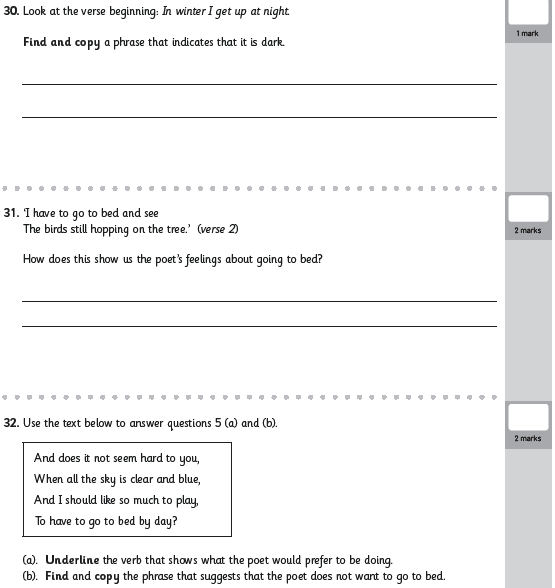 30. Look at the verse beginning: In winter I get up at night.
1 mark
Find and copy a phrase that indicates that it is dark.
31. 'I have to go to bed and see
The birds still hopping on the tree.' (verse 2)
2 marks
How does this show us the poet's feelings about going to bed?
32. Use the text below to answer questions 5 (a) and (b).
2 marks
And does it not seem hard to you,
When all the sky is clear and blue,
And I should like so much to play,
To have to go to bed by day?
(a). Underline the verb that shows what the poet would prefer to be doing.
(b). Find and copy the phrase that suggests that the poet does not want to go to bed.